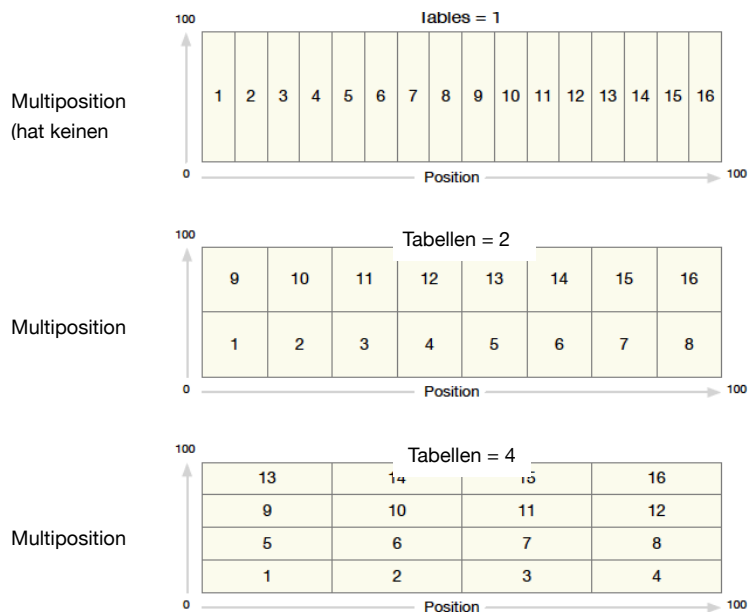 Tables = 1
100
Multiposition
(hat keinen
1 2 3 4 5 6 7 8 9 10 11 12 13 14 15 16
0 Position 100
Tabellen = 2
100
9 10 11 12 13 14 15 16
Multiposition
1 2 3 4 5 6 7 8
0 Position 100
Tabellen = 4
100
13 14 15 16
9 10 11 12
Multiposition
5 6 7 8
1 2 3 4
0 Position 100